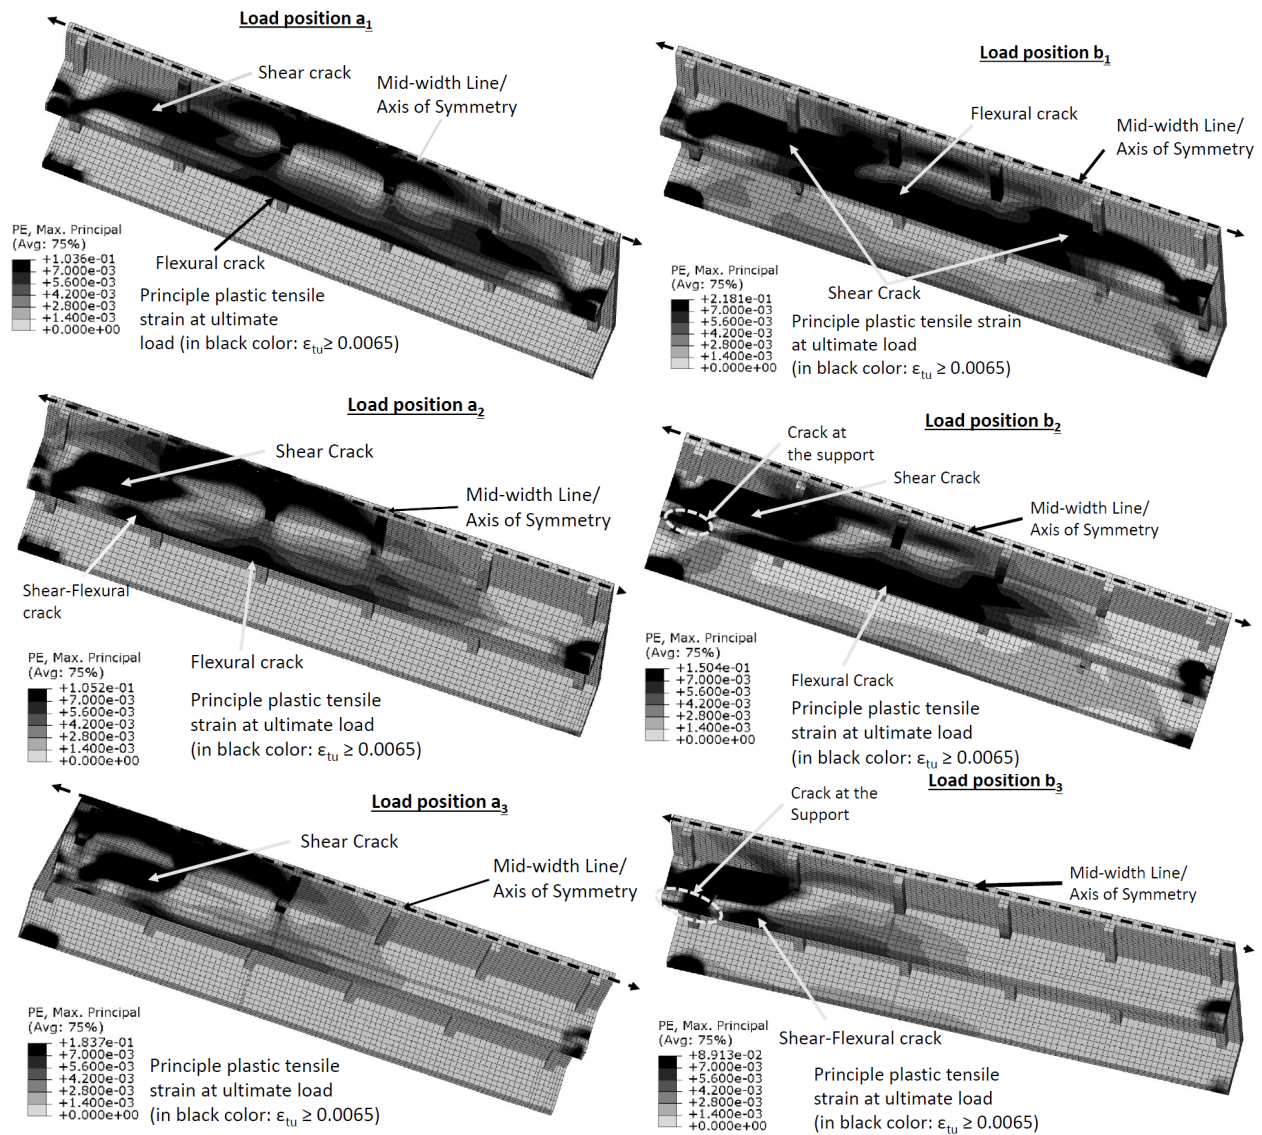 Load position a1
Shear crack
Mid-width Line/
Axis of Symmetry
PE, Max. Principal
(Avg: 75%)
+1.036e-01
+7.000e-03
+5.600e-03
+4.200e-03
+2.800e-03
+1.400e-03
+0.000e+00
Flexural crack
Principle plastic tensile
strain at ultimate
load (in black color: εtu≥ 0.0065)
Load position b1
Flexural crack
Mid-width Line/
Axis of Symmetry
PE, Max. Principal
(Avg: 75%)
+2.181e-01
+7.000e-03
+5.600e-03
+4.200e-03
+2.800e-03
+1.400e-03
+0.000e+00
Shear Crack
Principle plastic tensile strain
at ultimate load
(in black color: εtu ≥ 0.0065)
Load position a2
Shear Crack
Mid-width Line/
Axis of Symmetry
Shear-Flexural
crack
PE, Max. Principal
(Avg: 75%)
+1.052e-01
+7.000e-03
+5.600e-03
+4.200e-03
+2.800e-03
+1.400e-03
+0.000e+00
Flexural crack
Principle plastic tensile
strain at ultimate load
(in black color: εtu ≥ 0.0065)
Load position b2
Crack at
the support
Shear Crack
Mid-width Line/
Axis of Symmetry
PE, Max. Principal
(Avg: 75%)
+1.504e-01
+7.000e-03
+5.600e-03
+4.200e-03
+2.800e-03
+1.400e-03
+0.000e+00
Flexural Crack
Principle plastic tensile
strain at ultimate load
(in black color: εtu ≥ 0.0065)
Load position a3
Shear Crack
Mid-width Line/
Axis of Symmetry
PE, Max. Principal
(Avg: 75%)
+1.837e-01
+7.000e-03
+5.600e-03
+4.200e-03
+2.800e-03
+1.400e-03
+0.000e+00
Principle plastic tensile
strain at ultimate load
(in black color: εtu ≥ 0.0065)
Load position b3
Crack at the
Support
Mid-width Line/
Axis of Symmetry
PE, Max. Principal
(Avg: 75%)
+8.913e-02
+7.000e-03
+5.600e-03
+4.200e-03
+2.800e-03
+1.400e-03
+0.000e+00
Shear-Flexural crack
Principle plastic tensile
strain at ultimate load
(in black color: εtu ≥ 0.0065)